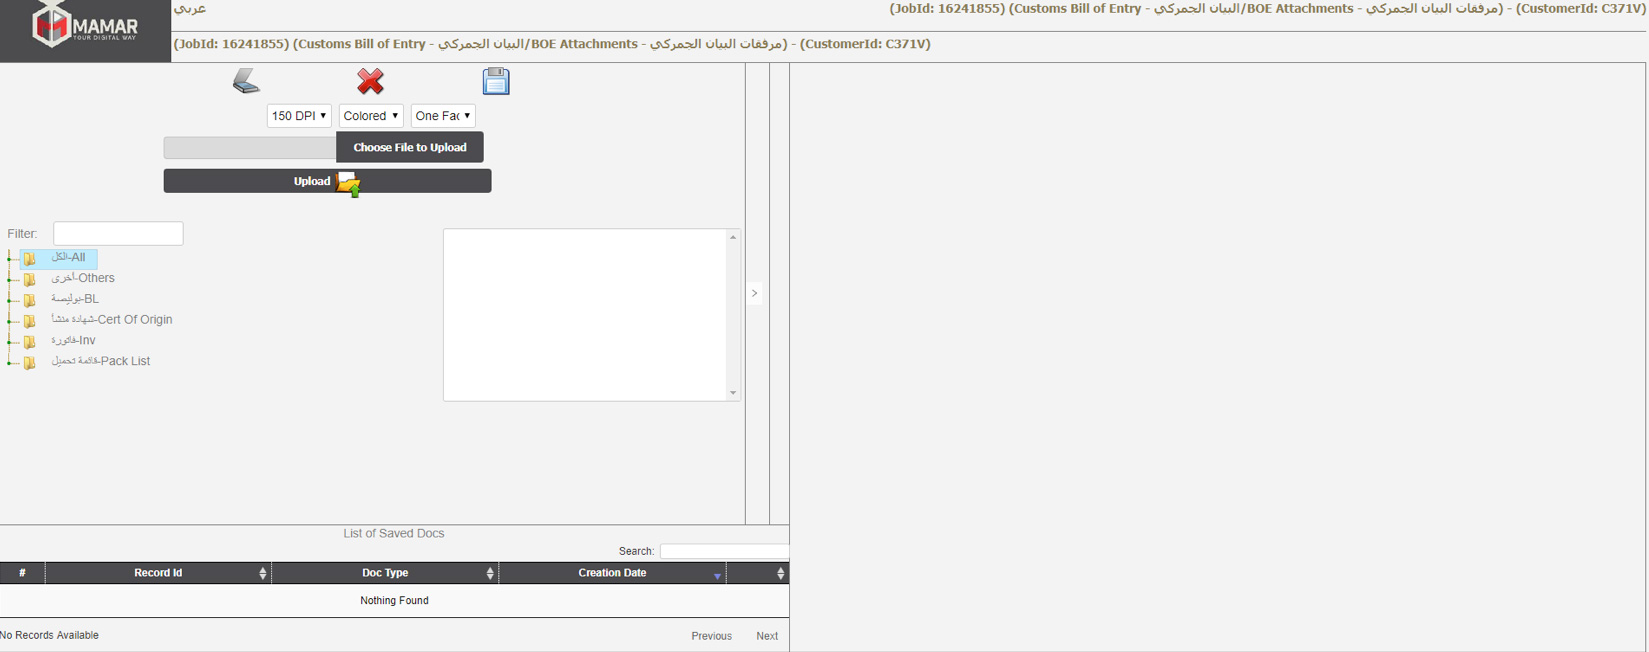 MAMAR
YOUR DIGITAL WAY
عربي
(JobId: 16241855) (Customs Bill of Entry - البيان الجمركي/BOE Attachments - مرفقات البيان الجمركي) - (CustomerId: C371V)
(JobId: 16241855) (Customs Bill of Entry - البيان الجمركي/BOE Attachments - مرفقات البيان الجمركي) - (CustomerId: C371V)
150 DPI Colored One Fac
Choose File to Upload
Upload
Filter:
الكل-All
أخرى-Others
بوليصة-BL
شهادة منشأ-Cert Of Origin
فاتورة-Inv
قائمة تحميل-Pack List
>
List of Saved Docs
Search:
# Record Id Doc Type Creation Date
Nothing Found
No Records Available Previous Next